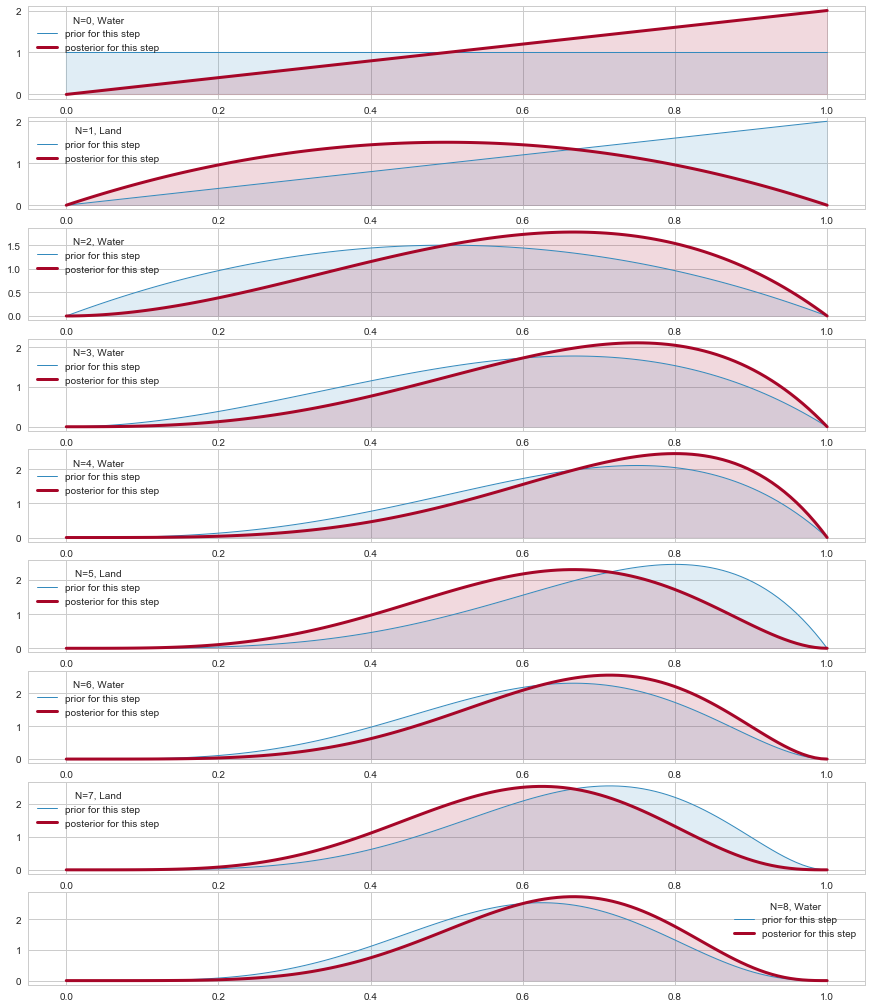 N=0, Water
prior for this step
posterior for this step
2
1
0
0.0 0.2 0.4 0.6 0.8 1.0
N=1, Land
prior for this step
posterior for this step
2
1
0
0.0 0.2 0.4 0.6 0.8 1.0
N=2, Water
prior for this step
posterior for this step
1.5
1.0
0.5
0.0
0.0 0.2 0.4 0.6 0.8 1.0
N=3, Water
prior for this step
posterior for this step
2
1
0
0.0 0.2 0.4 0.6 0.8 1.0
N=4, Water
prior for this step
posterior for this step
2
1
0
0.0 0.2 0.4 0.6 0.8 1.0
N=5, Land
prior for this step
posterior for this step
2
1
0
0.0 0.2 0.4 0.6 0.8 1.0
N=6, Water
prior for this step
posterior for this step
2
1
0
0.0 0.2 0.4 0.6 0.8 1.0
N=7, Land
prior for this step
posterior for this step
2
1
0
0.0 0.2 0.4 0.6 0.8 1.0
N=8, Water
prior for this step
posterior for this step
2
1
0
0.0 0.2 0.4 0.6 0.8 1.0